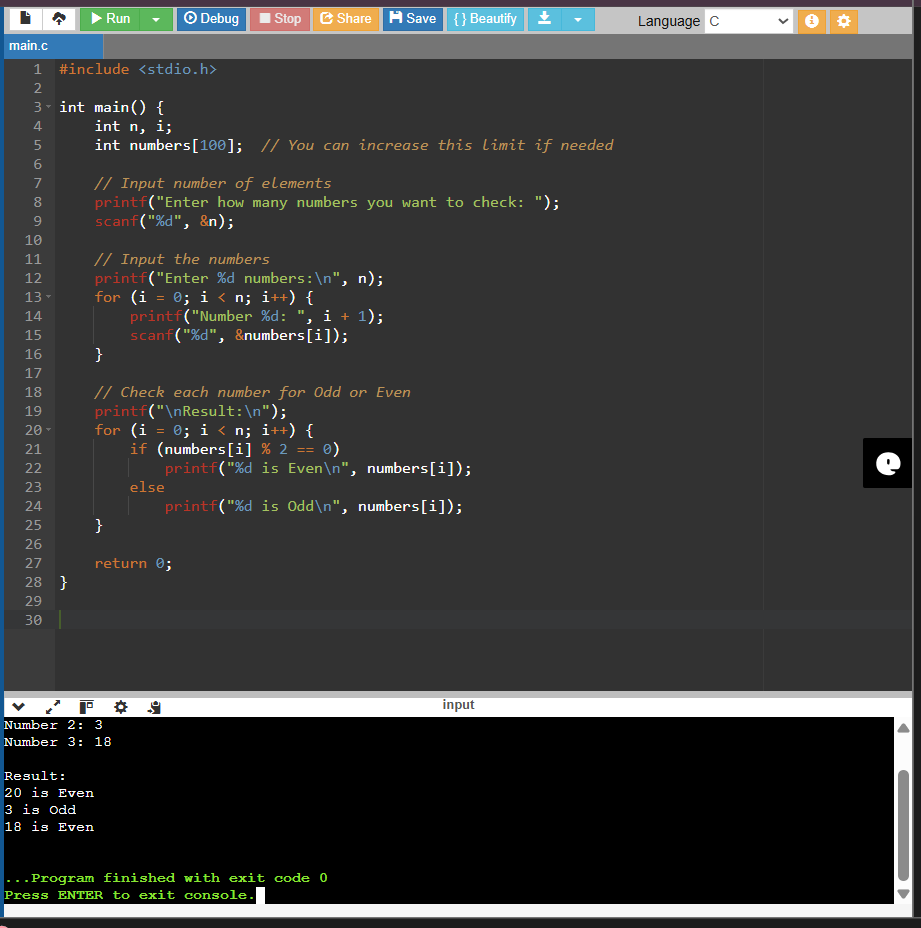 Run Debug Stop Share Save { } Beautify Language C
main.c
1 #include <stdio.h>
2
3 int main() {
4     int n, i;
5     int numbers[100];  // You can increase this limit if needed
6
7     // Input number of elements
8     printf("Enter how many numbers you want to check: ");
9     scanf("%d", &n);
10
11     // Input the numbers
12     printf("Enter %d numbers:\n", n);
13     for (i = 0; i < n; i++) {
14         printf("Number %d: ", i + 1);
15         scanf("%d", &numbers[i]);
16     }
17
18     // Check each number for Odd or Even
19     printf("\nResult:\n");
20     for (i = 0; i < n; i++) {
21         if (numbers[i] % 2 == 0)
22             printf("%d is Even\n", numbers[i]);
23         else
24             printf("%d is Odd\n", numbers[i]);
25     }
26
27     return 0;
28 }
29
30
input
Number 2: 3
Number 3: 18
Result:
20 is Even
3 is Odd
18 is Even
...Program finished with exit code 0
Press ENTER to exit console.